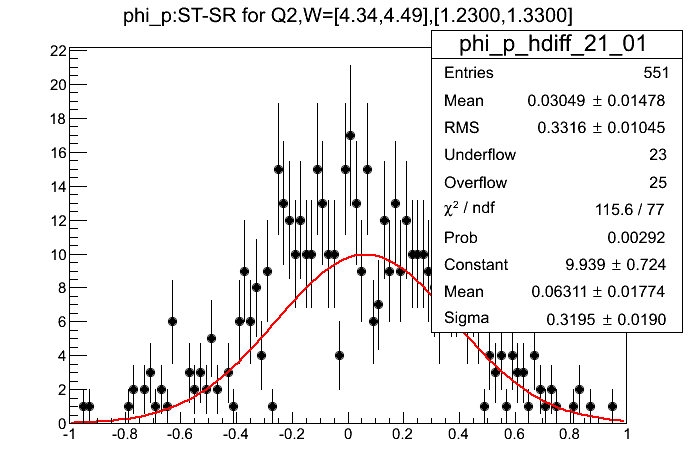 phi_p:ST-SR for Q2,W=[4.34,4.49],[1.2300,1.3300]
phi_p_hdiff_21_01
Entries 551
Mean 0.03049 ± 0.01478
RMS 0.3316 ± 0.01045
Underflow 23
Overflow 25
χ² / ndf 115.6 / 77
Prob 0.00292
Constant 9.939 ± 0.724
Mean 0.06311 ± 0.01774
Sigma 0.3195 ± 0.0190
22
20
18
16
14
12
10
8
6
4
2
0
-1 -0.8 -0.6 -0.4 -0.2 0 0.2 0.4 0.6 0.8 1